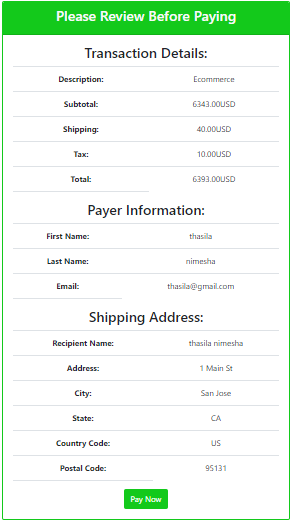 Please Review Before Paying
Transaction Details:
Description: Ecommerce
Subtotal: 6343.00USD
Shipping: 40.00USD
Tax: 10.00USD
Total: 6393.00USD
Payer Information:
First Name: thasila
Last Name: nimesha
Email: thasila@gmail.com
Shipping Address:
Recipient Name: thasila nimesha
Address: 1 Main St
City: San Jose
State: CA
Country Code: US
Postal Code: 95131
Pay Now